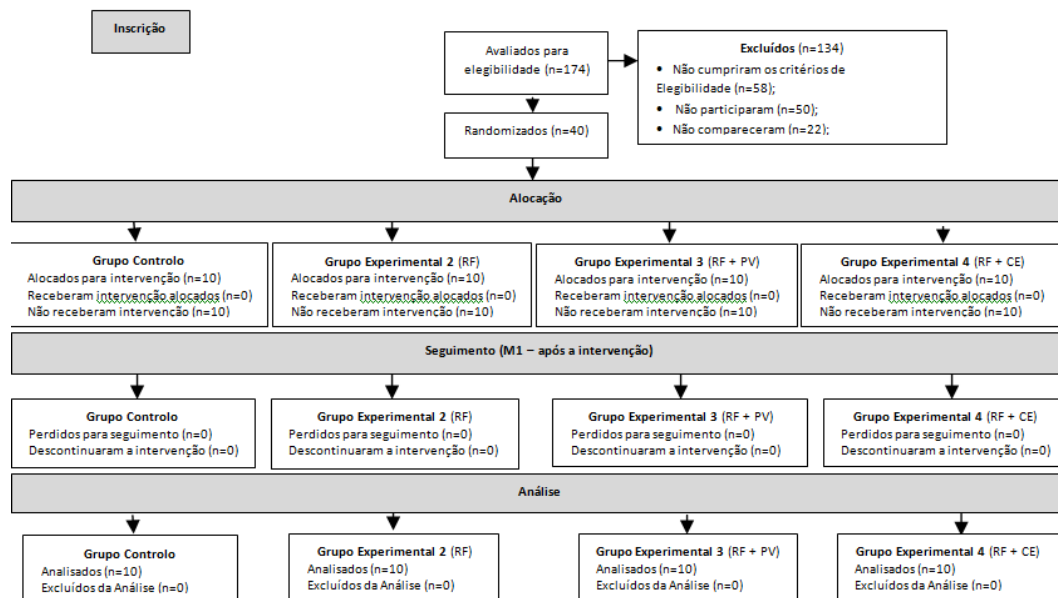 Inscrição
Avaliados para
elegibilidade (n=174)
Excluídos (n=134)
• Não cumpriram os critérios de
Elegibilidade (n=58);
• Não participaram (n=50);
• Não compareceram (n=22);
Randomizados (n=40)
Alocação
Grupo Controlo
Alocados para intervenção (n=10)
Receberam intervenção alocados (n=0)
Não receberam intervenção (n=10)
Grupo Experimental 2 (RF)
Alocados para intervenção (n=10)
Receberam intervenção alocados (n=0)
Não receberam intervenção (n=10)
Grupo Experimental 3 (RF + PV)
Alocados para intervenção (n=10)
Receberam intervenção alocados (n=0)
Não receberam intervenção (n=10)
Grupo Experimental 4 (RF + CE)
Alocados para intervenção (n=10)
Receberam intervenção alocados (n=0)
Não receberam intervenção (n=10)
Seguimento (M1 – após a intervenção)
Grupo Controlo
Perdidos para seguimento (n=0)
Descontinuaram a intervenção (n=0)
Grupo Experimental 2 (RF)
Perdidos para seguimento (n=0)
Descontinuaram a intervenção (n=0)
Grupo Experimental 3 (RF + PV)
Perdidos para seguimento (n=0)
Descontinuaram a intervenção (n=0)
Grupo Experimental 4 (RF + CE)
Perdidos para seguimento (n=0)
Descontinuaram a intervenção (n=0)
Análise
Grupo Controlo
Analisados (n=10)
Excluídos da Análise (n=0)
Grupo Experimental 2 (RF)
Analisados (n=10)
Excluídos da Análise (n=0)
Grupo Experimental 3 (RF + PV)
Analisados (n=10)
Excluídos da Análise (n=0)
Grupo Experimental 4 (RF + CE)
Analisados (n=10)
Excluídos da Análise (n=0)